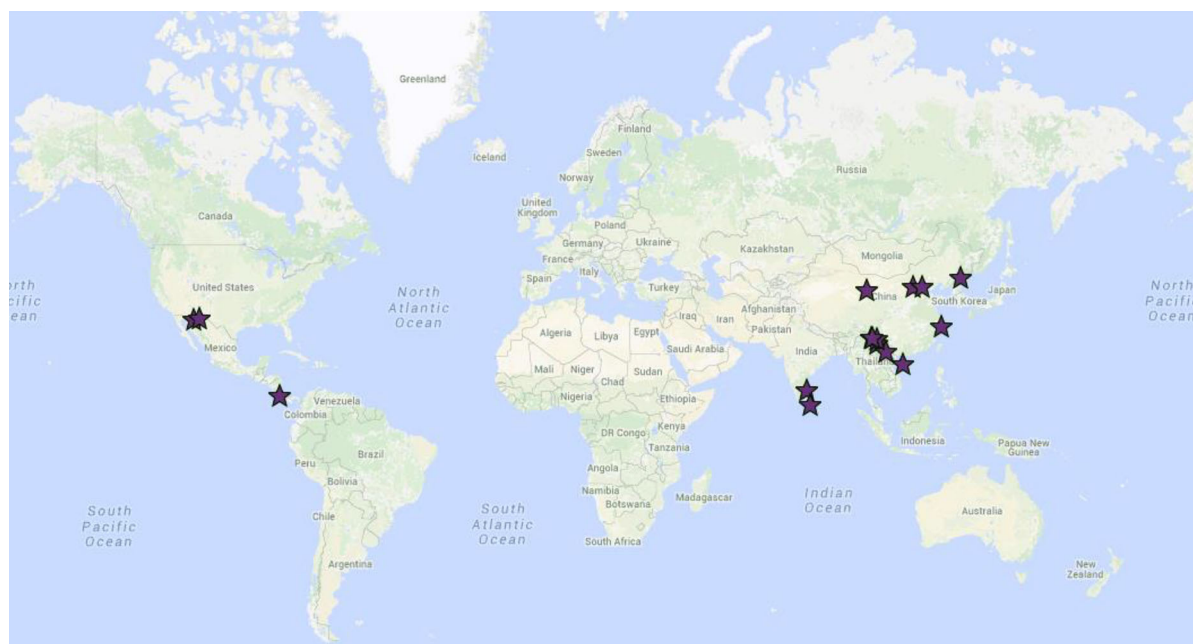 Greenland
Iceland
Finland
Sweden
Norway
Russia
Canada
United
Kingdom
Poland
Germany
Ukraine
Kazakhstan
Mongolia
France
Italy
Spain
Turkey
United States
China
South Korea
Japan
North
Atlantic
Ocean
North
Pacific
Ocean
Afghanistan
Iraq
Iran
Pakistan
Algeria
Libya
Egypt
Saudi Arabia
India
Mexico
Mali
Niger
Sudan
Chad
Nigeria
Ethiopia
Venezuela
Colombia
DR Congo
Kenya
Tanzania
Indonesia
Papua New
Guinea
Peru
Brazil
Bolivia
Angola
Namibia
Botswana
Madagascar
Indian
Ocean
South
Pacific
Ocean
South
Atlantic
Ocean
Chile
Australia
South Africa
Argentina
New
Zealand